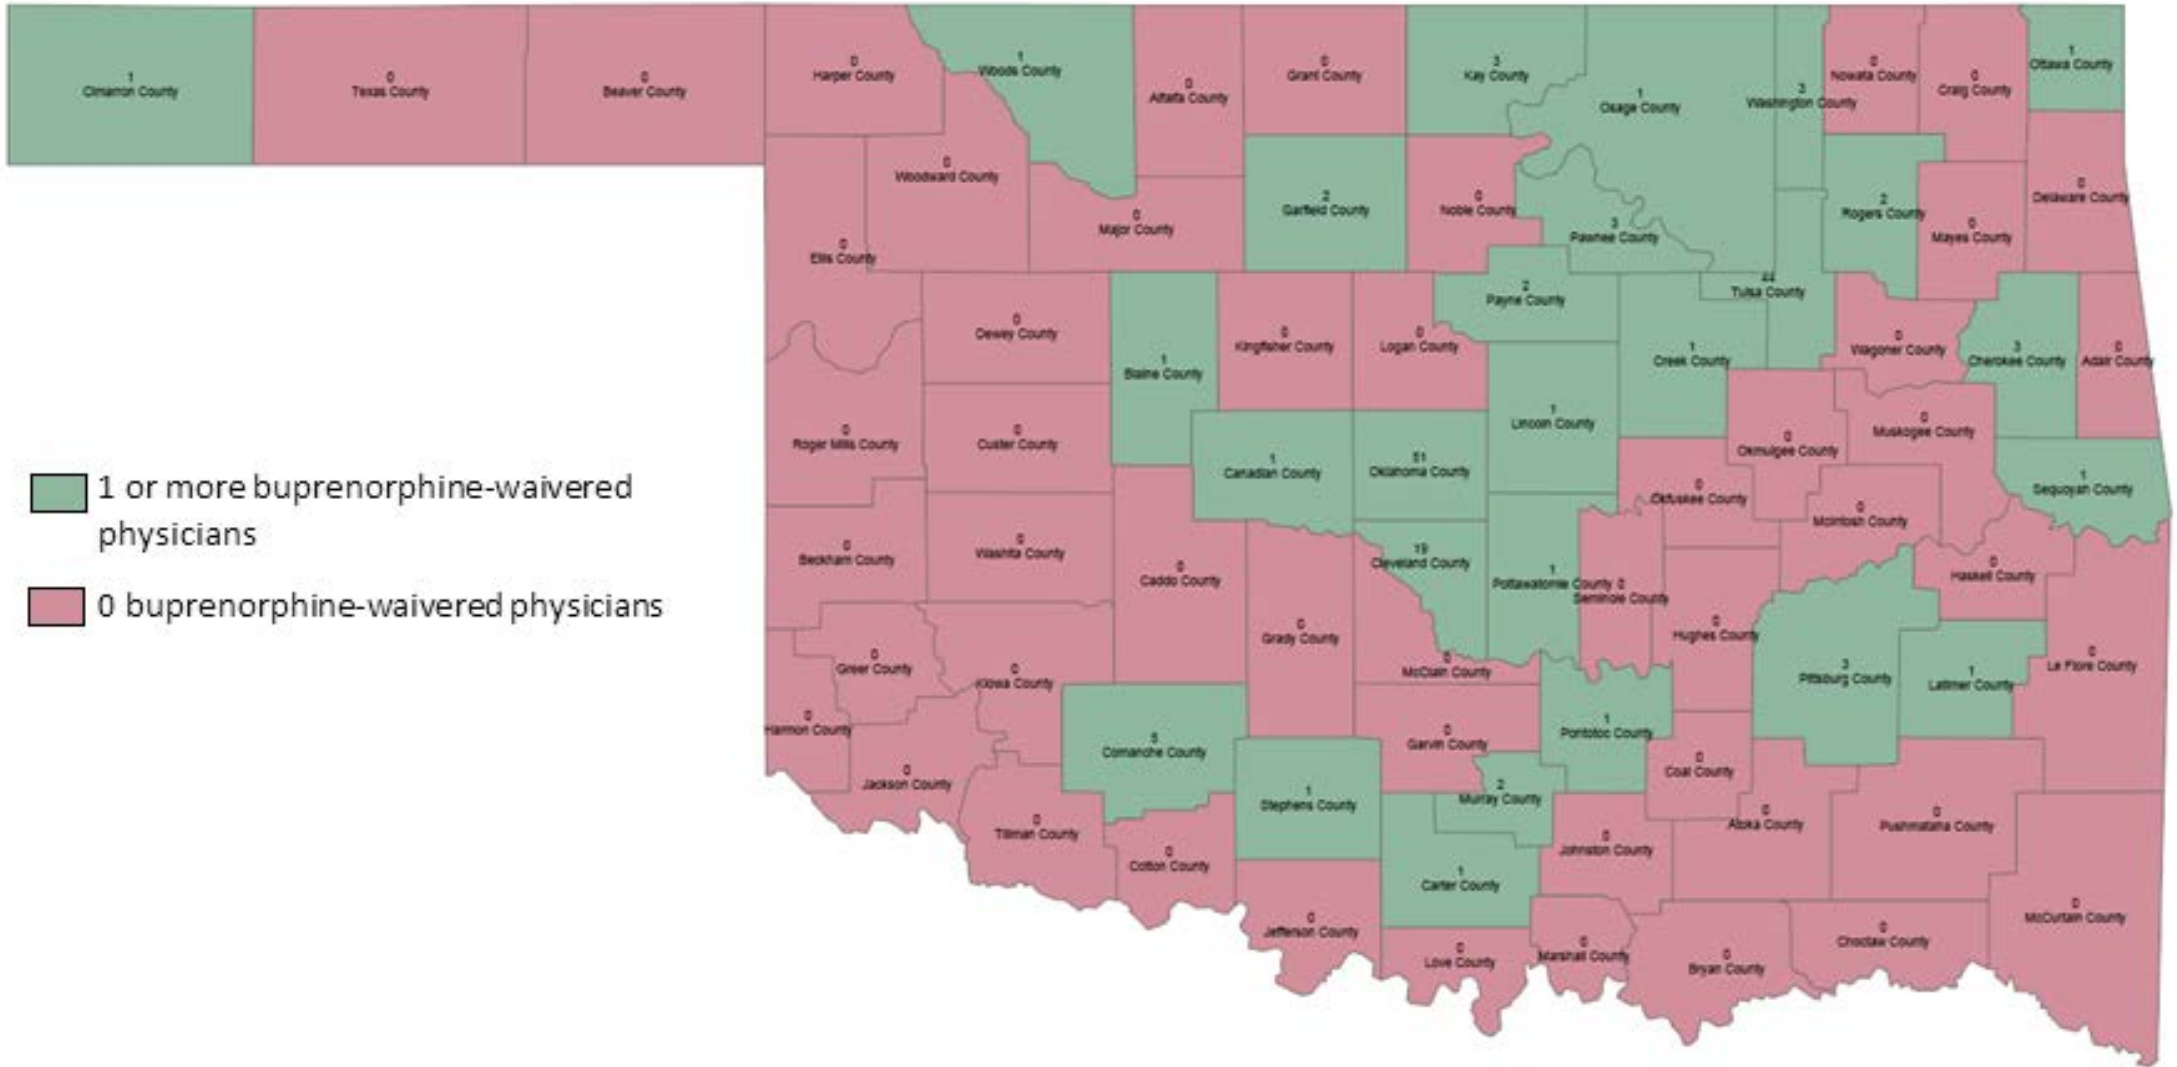 1
Cimarron County
0
Texas County
0
Beaver County
0
Harper County
1
Woods County
0
Alfalfa County
0
Grant County
3
Kay County
1
Osage County
3
Washington County
0
Nowata County
0
Craig County
1
Ottawa County
0
Woodward County
0
Ellis County
0
Major County
2
Garfield County
0
Noble County
3
Pawnee County
2
Rogers County
0
Mayes County
0
Delaware County
0
Dewey County
1
Blaine County
0
Kingfisher County
0
Logan County
2
Payne County
44
Tulsa County
1
Creek County
0
Wagoner County
3
Cherokee County
0
Adair County
0
Roger Mills County
0
Custer County
1
Canadian County
51
Oklahoma County
1
Lincoln County
0
Okmulgee County
0
Muskogee County
1
Sequoyah County
1 or more buprenorphine-waivered
physicians
0 buprenorphine-waivered physicians
0
Beckham County
0
Washita County
0
Caddo County
0
Grady County
19
Cleveland County
1
Pottawatomie County
0
Seminole County
0
Okfuskee County
0
McIntosh County
0
Haskell County
0
Hughes County
0
Greer County
0
Kiowa County
0
McClain County
3
Pittsburg County
1
Latimer County
0
Le Flore County
0
Harmon County
0
Jackson County
5
Comanche County
0
Garvin County
1
Pontotoc County
0
Coal County
0
Tillman County
0
Cotton County
1
Stephens County
2
Murray County
0
Johnston County
0
Atoka County
0
Pushmataha County
1
Carter County
0
Jefferson County
0
Love County
0
Marshall County
0
Bryan County
0
Choctaw County
0
McCurtain County